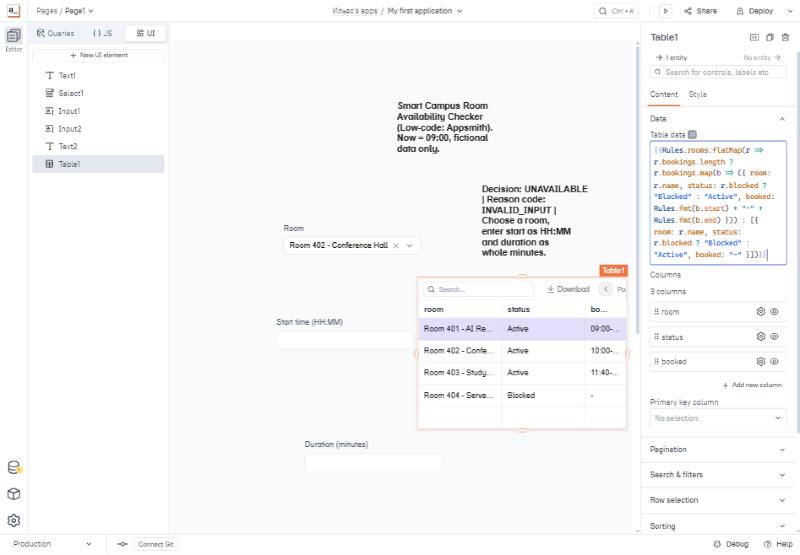 a_
Pages / Page1
Ильас's apps / My first application
Ctrl + K
Share
Deploy
Editor
Queries
{ } JS
UI
+ New UI element
Text1
Select1
Input1
Input2
Text2
Table1
Smart Campus Room
Availability Checker
(Low-code: Appsmith).
Now = 09:00, fictional
data only.
Decision: UNAVAILABLE
| Reason code:
INVALID_INPUT |
Choose a room,
enter start as HH:MM
and duration as
whole minutes.
Room
Room 402 - Conference Hall
Start time (HH:MM)
Duration (minutes)
Table1
Search...
Download
Pa
room status bo...
Room 401 - AI Re... Active 09:00-...
Room 402 - Confe... Active 10:00-...
Room 403 - Study... Active 11:40-...
Room 404 - Serve... Blocked -
Table1
→ 1 entity
No entity →
Search for controls, labels etc
Content
Style
Data
Table data JS
{{Rules.rooms.flatMap(r =>
r.bookings.length ?
r.bookings.map(b => ({ room:
r.name, status: r.blocked ?
"Blocked" : "Active", booked:
Rules.fmt(b.start) + "-" +
Rules.fmt(b.end) })) : [{
room: r.name, status:
r.blocked ? "Blocked" :
"Active", booked: "-" }])}}
Columns
3 columns
room
status
booked
+ Add new column
Primary key column
No selection.
Pagination
Search & filters
Row selection
Sorting
Production
Connect Git
Debug
Help